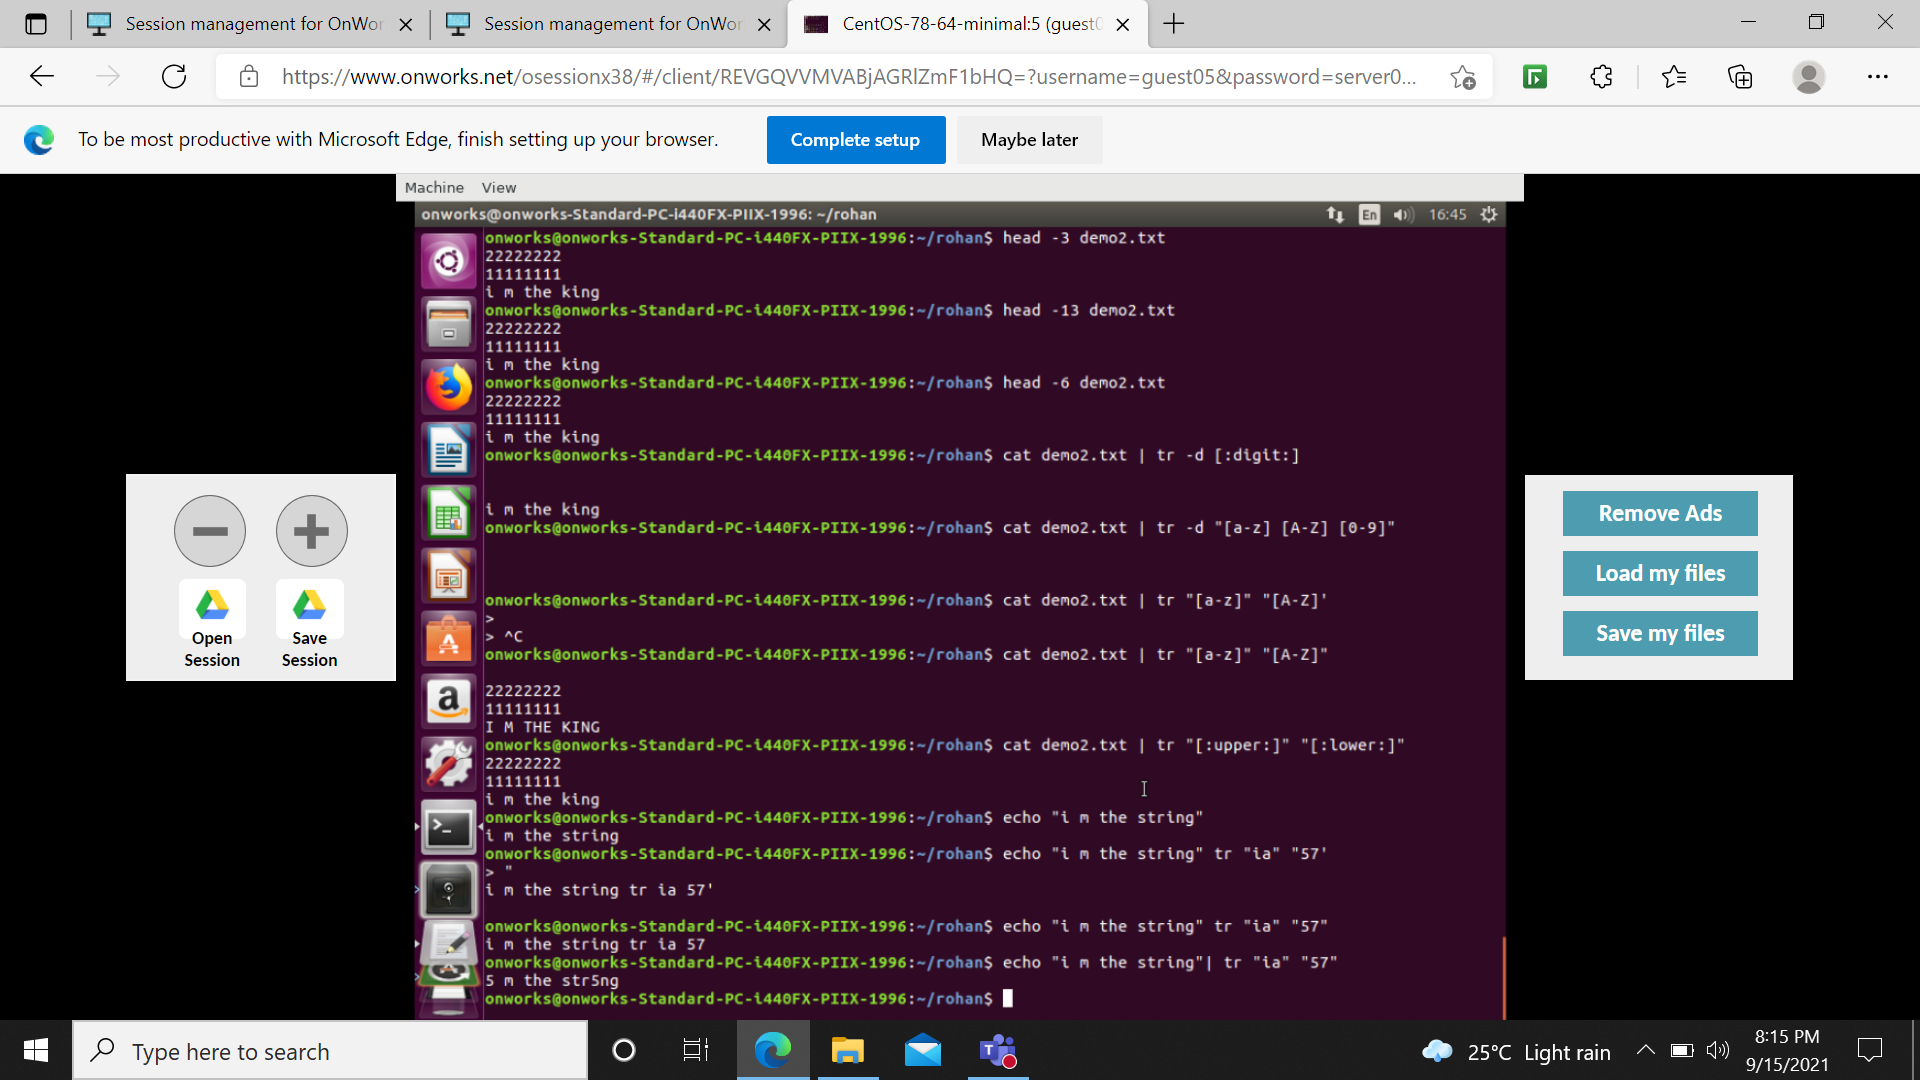 Session management for OnWor
Session management for OnWor
CentOS-78-64-minimal:5 (guest0
https://www.onworks.net/osessionx38/#/client/REVGQVVMVABjAGRlZmF1bHQ=?username=guest05&password=server0...
To be most productive with Microsoft Edge, finish setting up your browser.
Complete setup
Maybe later
Machine View
onworks@onworks-Standard-PC-i440FX-PIIX-1996: ~/rohan
En
16:45
onworks@onworks-Standard-PC-i440FX-PIIX-1996:~/rohan$ head -3 demo2.txt
22222222
11111111
i m the king
onworks@onworks-Standard-PC-i440FX-PIIX-1996:~/rohan$ head -13 demo2.txt
22222222
11111111
i m the king
onworks@onworks-Standard-PC-i440FX-PIIX-1996:~/rohan$ head -6 demo2.txt
22222222
11111111
i m the king
onworks@onworks-Standard-PC-i440FX-PIIX-1996:~/rohan$ cat demo2.txt | tr -d [:digit:]
i m the king
onworks@onworks-Standard-PC-i440FX-PIIX-1996:~/rohan$ cat demo2.txt | tr -d "[a-z] [A-Z] [0-9]"
onworks@onworks-Standard-PC-i440FX-PIIX-1996:~/rohan$ cat demo2.txt | tr "[a-z]" "[A-Z]'
>
> ^C
onworks@onworks-Standard-PC-i440FX-PIIX-1996:~/rohan$ cat demo2.txt | tr "[a-z]" "[A-Z]"
22222222
11111111
I M THE KING
onworks@onworks-Standard-PC-i440FX-PIIX-1996:~/rohan$ cat demo2.txt | tr "[:upper:]" "[:lower:]"
22222222
11111111
i m the king
onworks@onworks-Standard-PC-i440FX-PIIX-1996:~/rohan$ echo "i m the string"
i m the string
onworks@onworks-Standard-PC-i440FX-PIIX-1996:~/rohan$ echo "i m the string" tr "ia" "57'
> "
i m the string tr ia 57'
onworks@onworks-Standard-PC-i440FX-PIIX-1996:~/rohan$ echo "i m the string" tr "ia" "57"
i m the string tr ia 57
onworks@onworks-Standard-PC-i440FX-PIIX-1996:~/rohan$ echo "i m the string"| tr "ia" "57"
5 m the str5ng
onworks@onworks-Standard-PC-i440FX-PIIX-1996:~/rohan$
Open Session
Save Session
Remove Ads
Load my files
Save my files
Type here to search
25°C Light rain
8:15 PM
9/15/2021